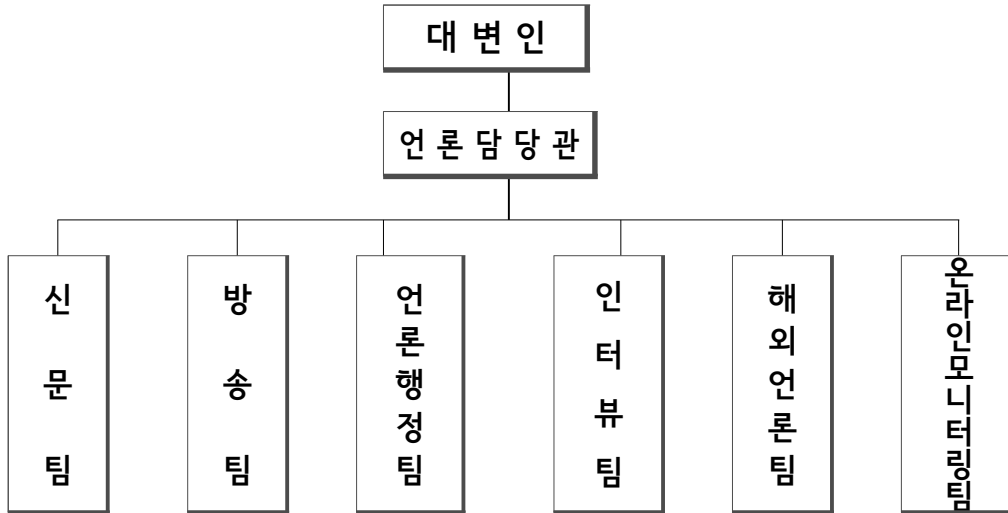 대 변 인
언 론 담 당 관
신문팀
방송팀
언론행정팀
인터뷰팀
해외언론팀
온라인모니터링팀